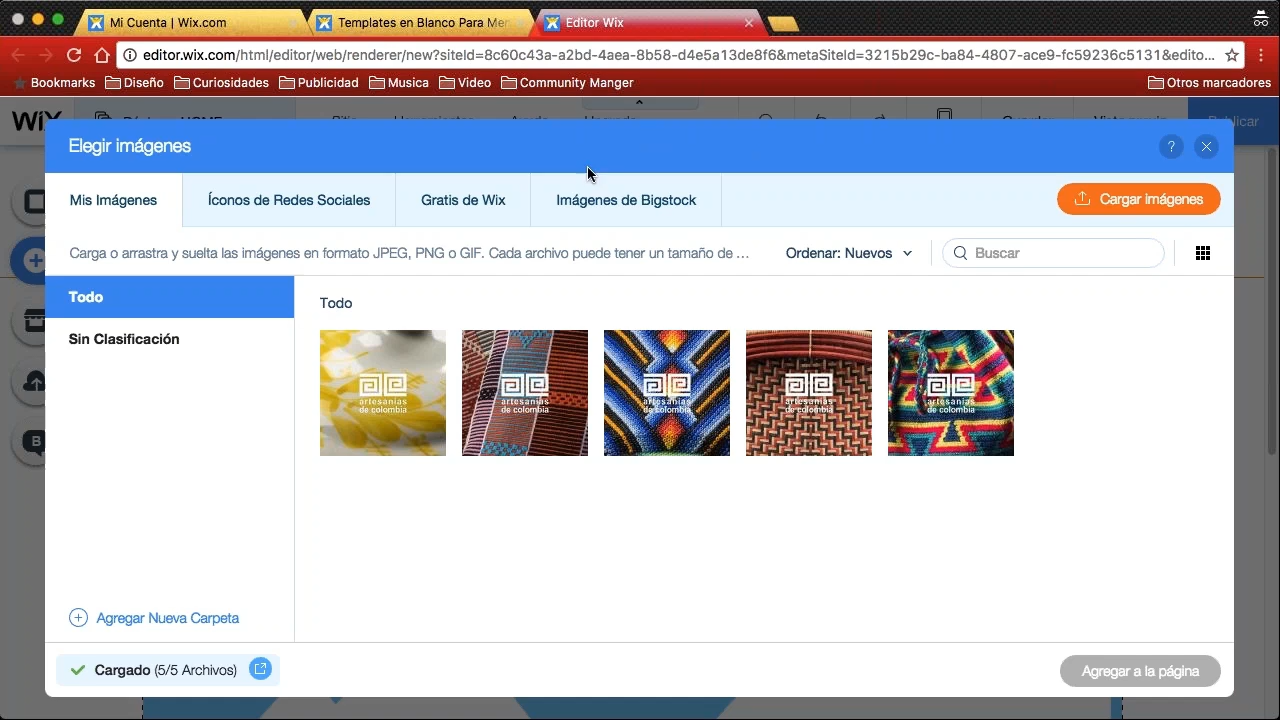 Mi Cuenta | Wix.com
Templates en Blanco Para Mer
Editor Wix
editor.wix.com/html/editor/web/renderer/new?siteId=8c60c43a-a2bd-4aea-8b58-d4e5a13de8f6&metaSiteId=3215b29c-ba84-4807-ace9-fc59236c5131&edito...
Bookmarks
Diseño
Curiosidades
Publicidad
Musica
Video
Community Manger
Otros marcadores
WiX
Elegir imágenes
?
Mis Imágenes
Íconos de Redes Sociales
Gratis de Wix
Imágenes de Bigstock
Cargar imágenes
Carga o arrastra y suelta las imágenes en formato JPEG, PNG o GIF. Cada archivo puede tener un tamaño de ...
Ordenar: Nuevos
Buscar
Todo
Sin Clasificación
Todo
artesanías
de colombia
artesanías
de colombia
artesanías
de colombia
artesanías
de colombia
artesanías
de colombia
B
Agregar Nueva Carpeta
Cargado (5/5 Archivos)
Agregar a la página